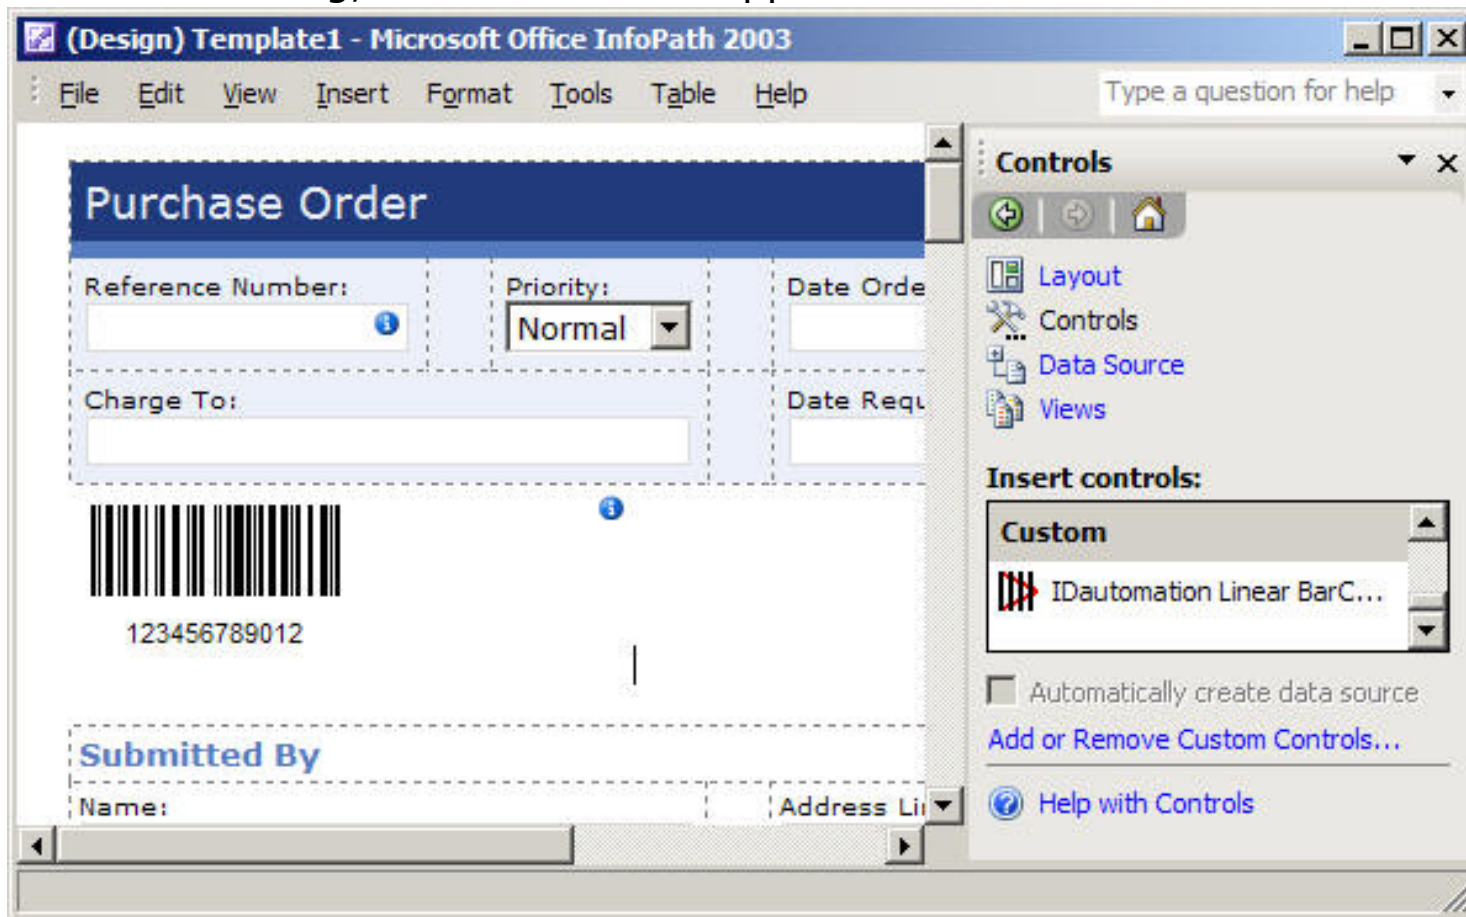 (Design) Template1 - Microsoft Office InfoPath 2003
File Edit View Insert Format Tools Table Help
Type a question for help
Purchase Order
Reference Number:
Priority:
Date Orde
Normal
Charge To:
Date Requ
123456789012
Submitted By
Name:
Address Li
Controls
Layout
Controls
Data Source
Views
Insert controls:
Custom
IDautomation Linear BarC...
Automatically create data source
Add or Remove Custom Controls...
Help with Controls